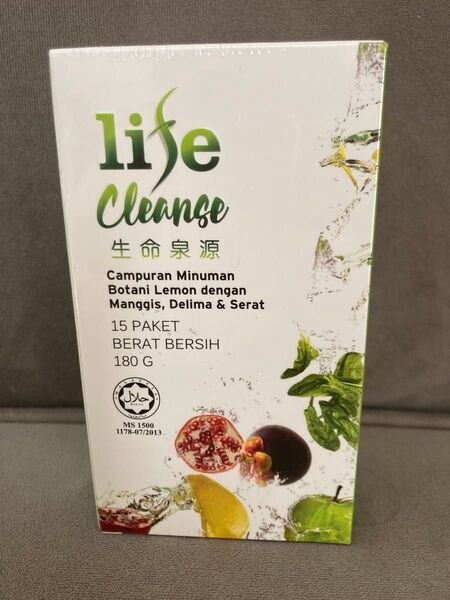 life
Cleanse
生命泉源
Campuran Minuman
Botani Lemon dengan
Manggis, Delima & Serat
15 PAKET
BERAT BERSIH
180 G
حلال
HALAL
MS 1500
1178-07/2013